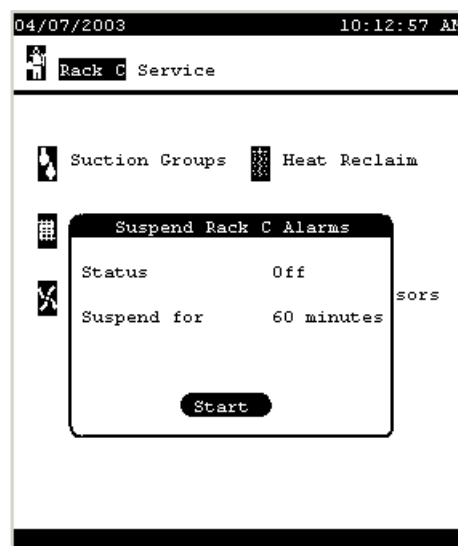 04/07/2003 10:12:57 AM
Rack C Service
Suction Groups Heat Reclaim
Suspend Rack C Alarms
Status Off
sors
Suspend for 60 minutes
Start